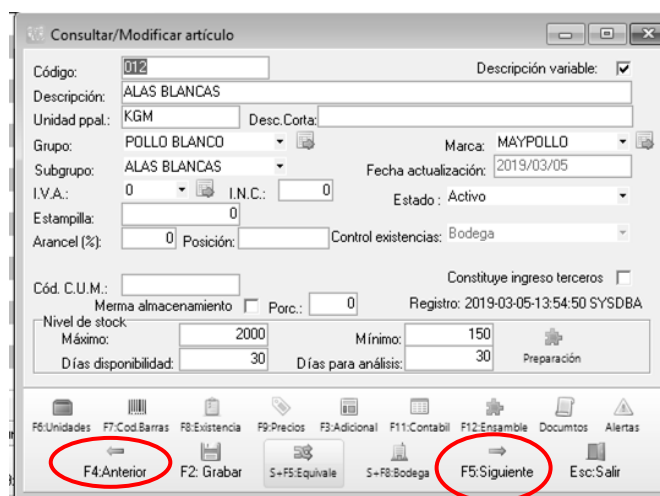 Consultar/Modificar artículo
Código: 012 Descripción variable:
Descripción: ALAS BLANCAS
Unidad ppal.: KGM Desc.Corta:
Grupo: POLLO BLANCO Marca: MAYPOLLO
Subgrupo: ALAS BLANCAS Fecha actualización: 2019/03/05
I.V.A.: 0 I.N.C.: 0 Estado : Activo
Estampilla: 0
Arancel (%): 0 Posición: Control existencias: Bodega
Cód. C.U.M.: Constituye ingreso terceros
Merma almacenamiento Porc.: 0 Registro: 2019-03-05-13:54:50 SYSDBA
Nivel de stock
Máximo: 2000 Mínimo: 150
Días disponibilidad: 30 Días para análisis: 30 Preparación
F6:Unidades F7:Cod.Barras F8:Existencia F9:Precios F3:Adicional F11:Contabil F12:Ensamble Documtos Alertas
F4:Anterior F2: Grabar S+F5:Equivale S+F8:Bodega F5:Siguiente Esc:Salir